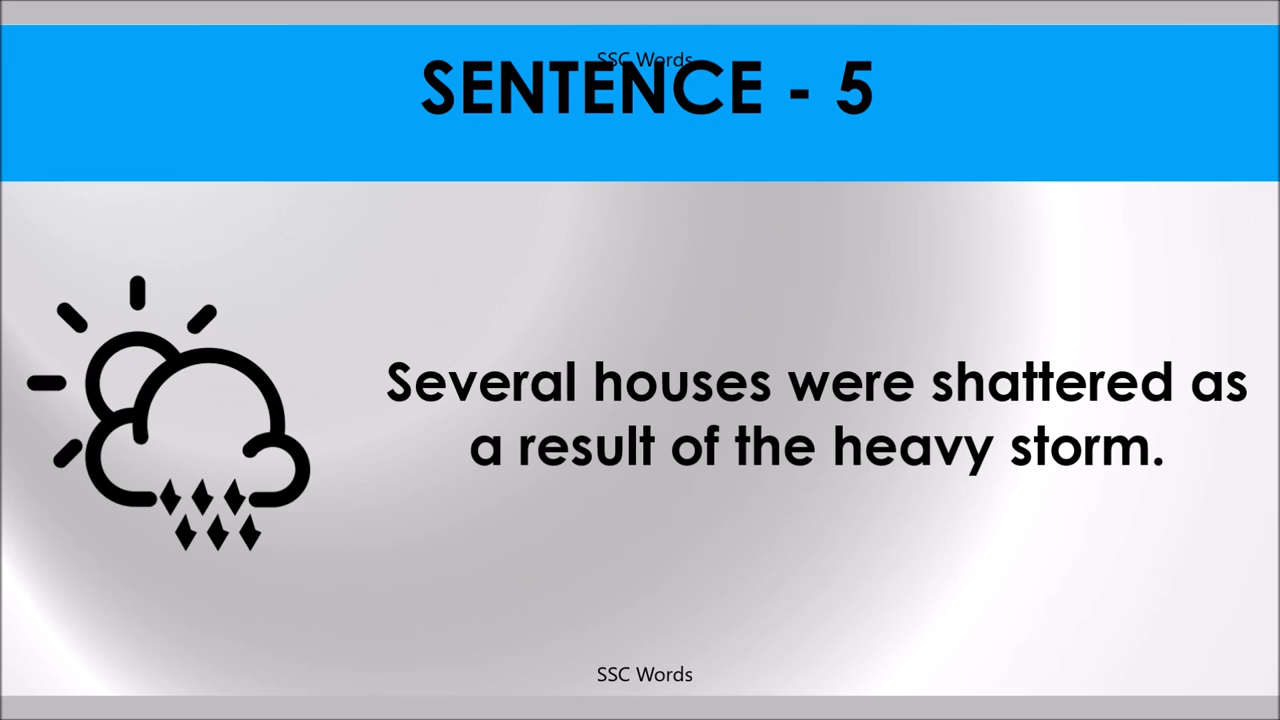 SSC Words
SENTENCE - 5
Several houses were shattered as
a result of the heavy storm.
SSC Words